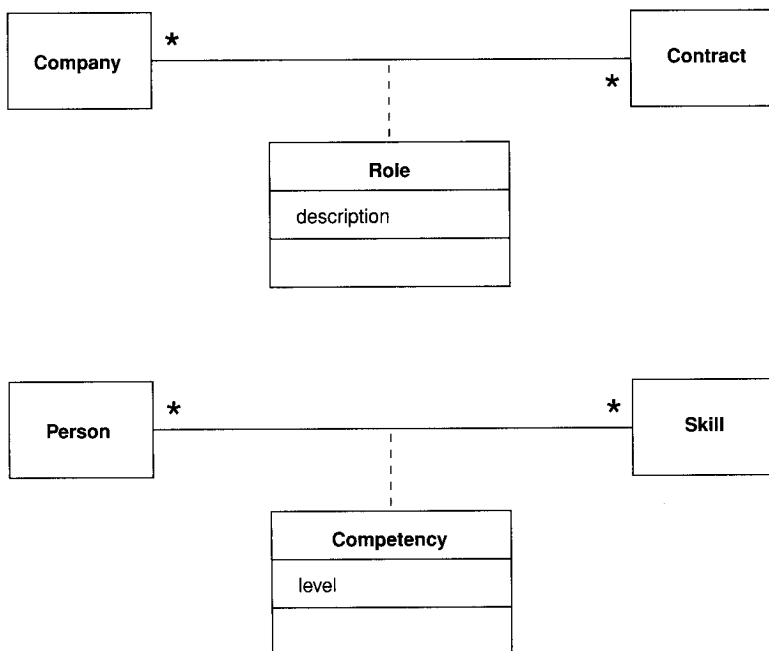 *
Company
Contract
*
Role
description
*
*
Person
Skill
Competency
level